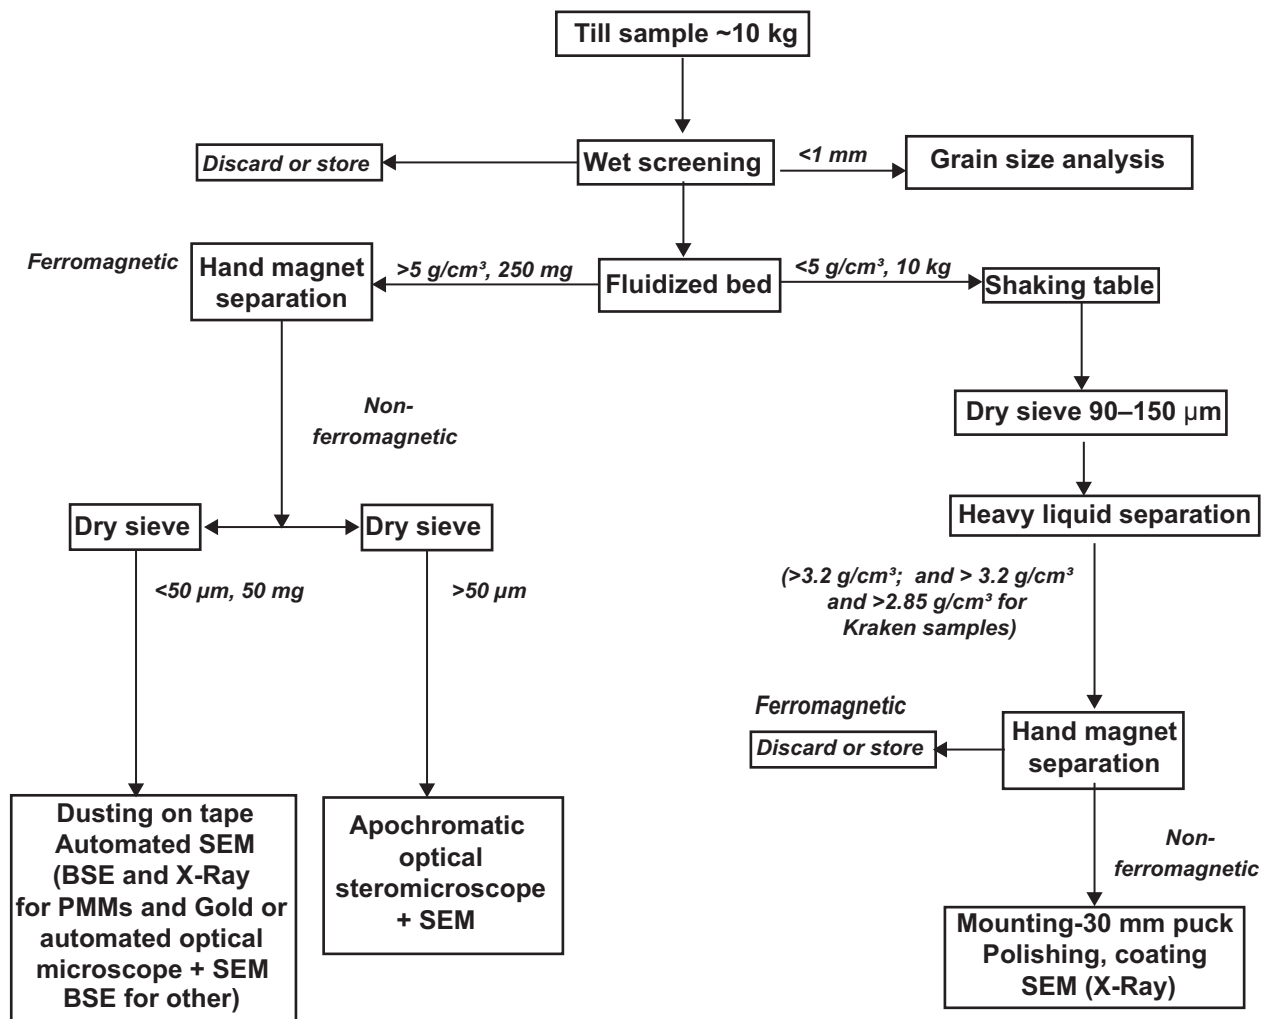 Till sample ~10 kg
Discard or store
Wet screening
<1 mm
Grain size analysis
Ferromagnetic
Hand magnet
separation
>5 g/cm³, 250 mg
Fluidized bed
<5 g/cm³, 10 kg
Shaking table
Non-
ferromagnetic
Dry sieve 90–150 µm
Dry sieve
Dry sieve
Heavy liquid separation
<50 µm, 50 mg
>50 µm
(>3.2 g/cm³; and > 3.2 g/cm³
and >2.85 g/cm³ for
Kraken samples)
Ferromagnetic
Discard or store
Hand magnet
separation
Dusting on tape
Automated SEM
(BSE and X-Ray
for PMMs and Gold or
automated optical
microscope + SEM
BSE for other)
Apochromatic
optical
steromicroscope
+ SEM
Non-
ferromagnetic
Mounting-30 mm puck
Polishing, coating
SEM (X-Ray)